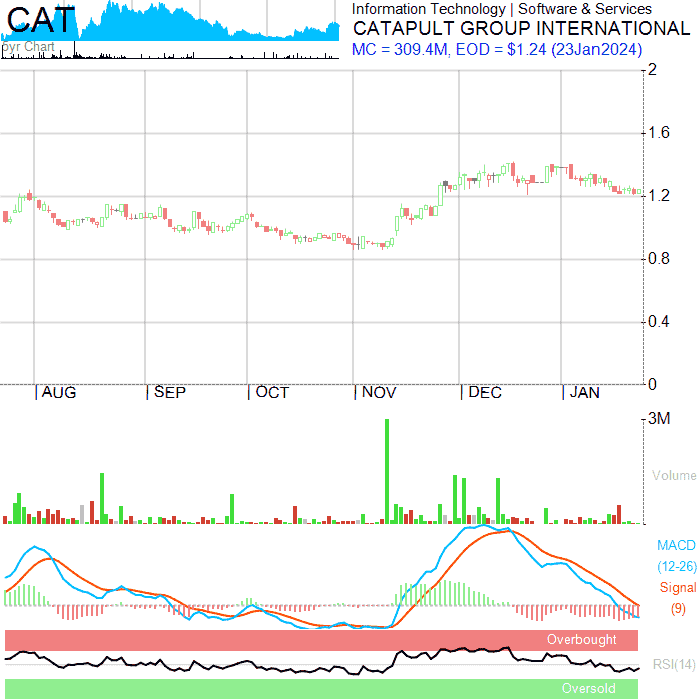 CAT
5yr Chart
Information Technology | Software & Services
CATAPULT GROUP INTERNATIONAL
MC = 309.4M, EOD = $1.24 (23Jan2024)
2
1.6
1.2
0.8
0.4
0
AUG SEP OCT NOV DEC JAN
3M
Volume
MACD
(12-26)
Signal
(9)
Overbought
RSI(14)
Oversold